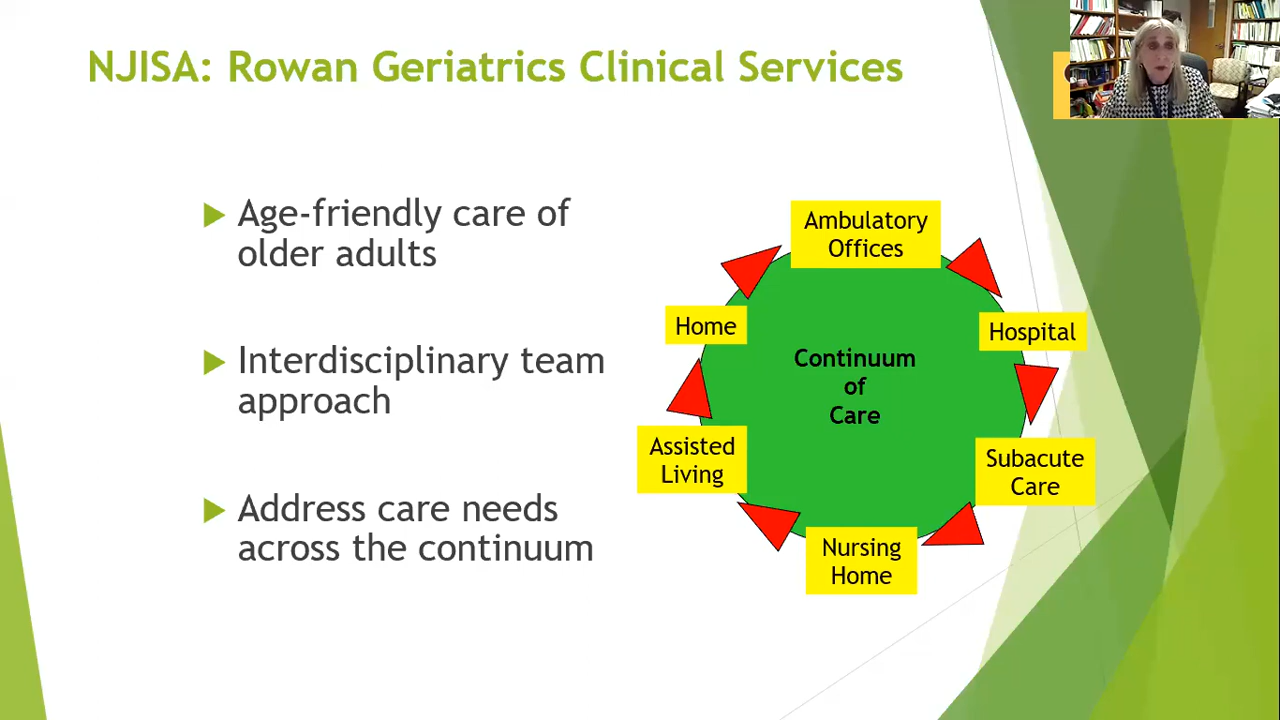 NJISA: Rowan Geriatrics Clinical Services
Age-friendly care of
older adults
Interdisciplinary team
approach
Address care needs
across the continuum
Ambulatory
Offices
Home
Hospital
Continuum
of
Care
Assisted
Living
Subacute
Care
Nursing
Home